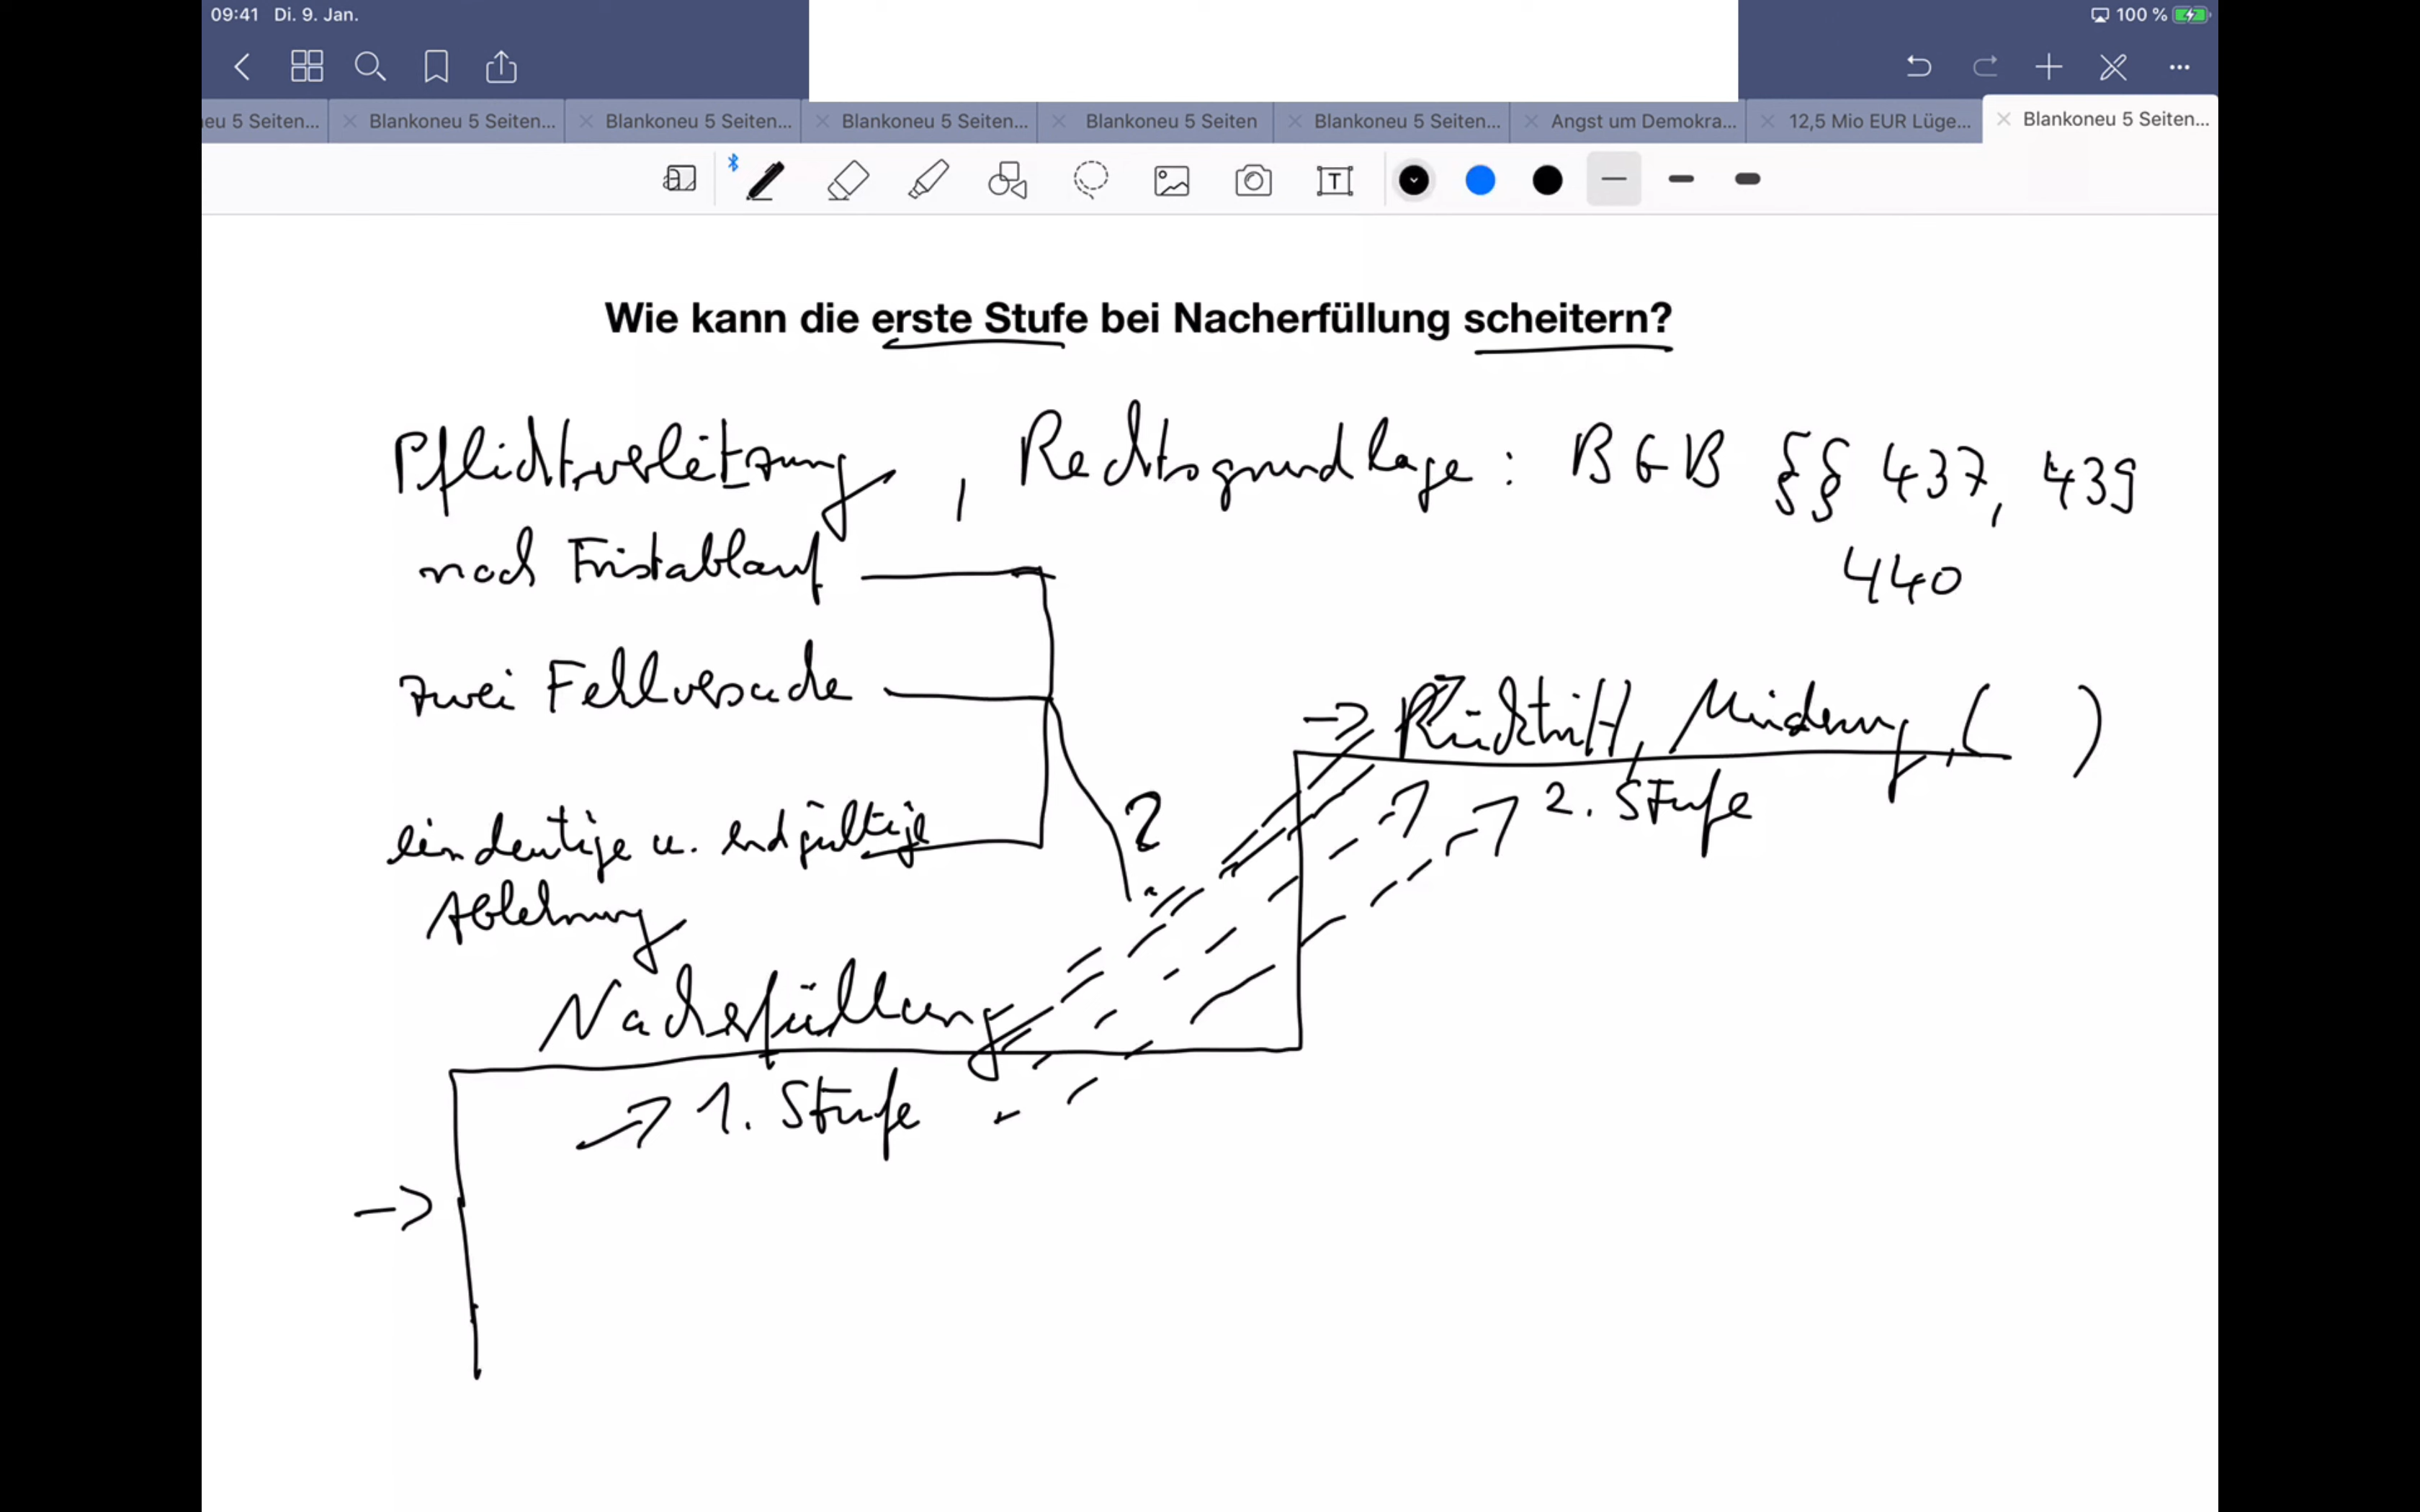 09:41 Di. 9. Jan.
100 %
eu 5 Seiten...
Blankoneu 5 Seiten...
Blankoneu 5 Seiten...
Blankoneu 5 Seiten...
Blankoneu 5 Seiten
Blankoneu 5 Seiten...
Angst um Demokra...
12,5 Mio EUR Lüge...
Blankoneu 5 Seiten...
a
T
Wie kann die erste Stufe bei Nacherfüllung scheitern?
Pflichtverletzung, Rechtsgrundlage: BGB §§ 437, 439
440
nach Fristablauf
zwei Fehlversuche
-> Rücktritt, Minderung, ( )
2. Stufe
?
eindeutige u. endgültige
Ablehnung
Nacherfüllung
-> 1. Stufe
->